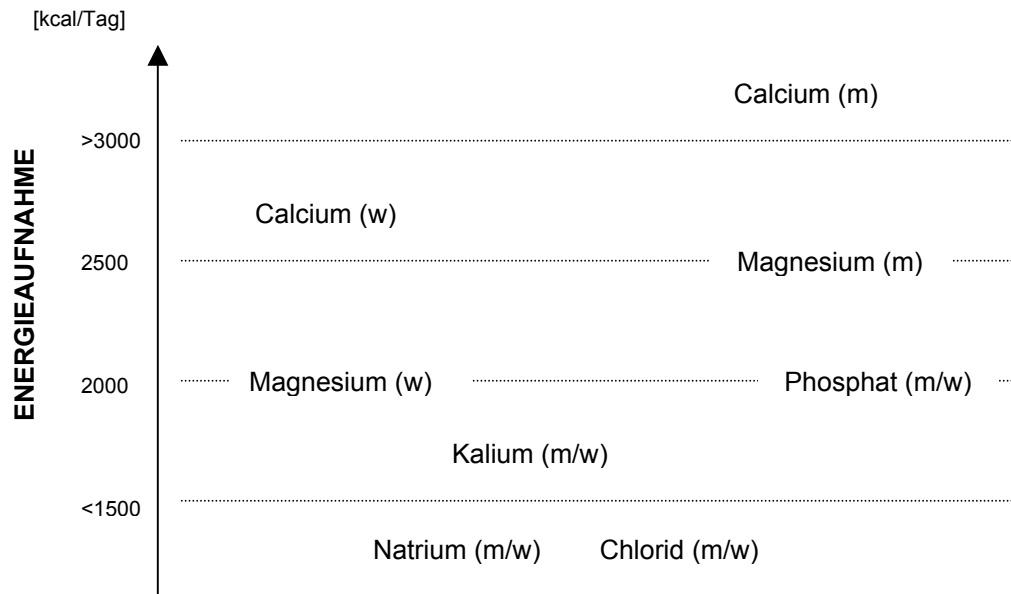 [kcal/Tag]
Calcium (m)
>3000
Calcium (w)
2500
Magnesium (m)
ENERGIEAUFNAHME
2000
Magnesium (w)
Phosphat (m/w)
Kalium (m/w)
<1500
Natrium (m/w)
Chlorid (m/w)